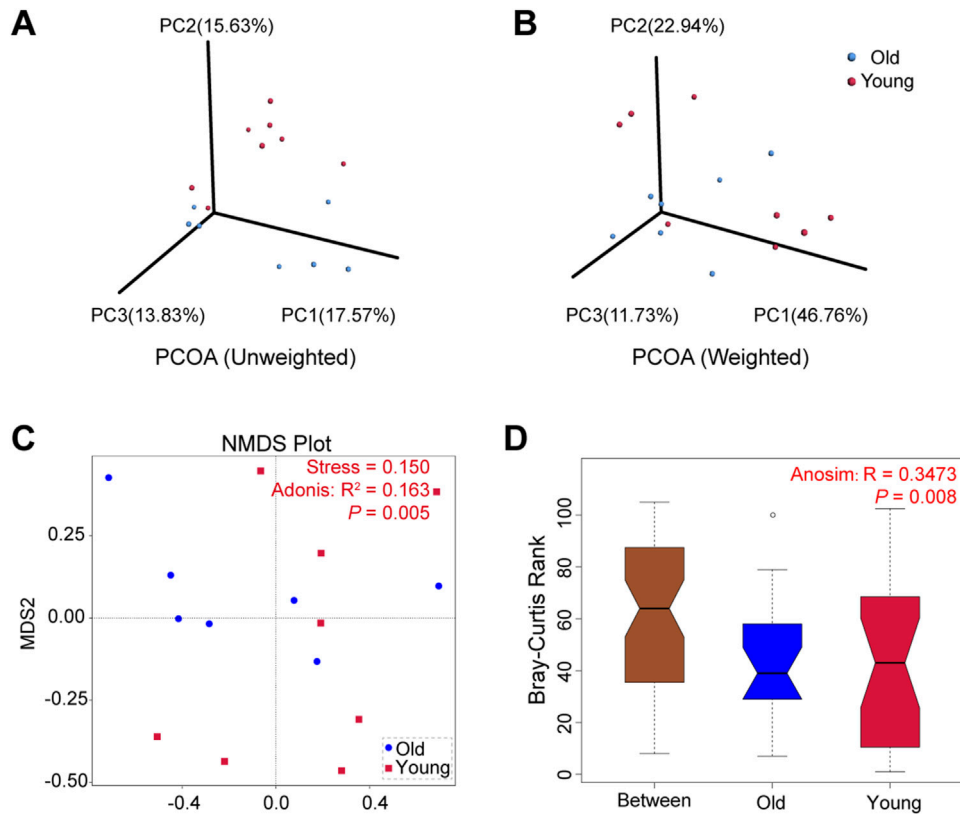 A
PC2(15.63%)
PC3(13.83%)
PC1(17.57%)
PCOA (Unweighted)
B
PC2(22.94%)
Old
Young
PC3(11.73%)
PC1(46.76%)
PCOA (Weighted)
C
NMDS Plot
Stress = 0.150
Adonis: R² = 0.163
P = 0.005
MDS2
0.25
0.00
-0.25
-0.50
-0.4
0.0
0.4
Old
Young
D
Anosim: R = 0.3473
P = 0.008
Bray-Curtis Rank
100
80
60
40
20
0
Between
Old
Young